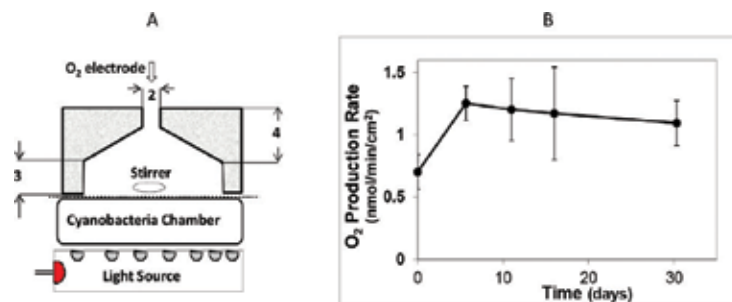 A
O₂ electrode
2
4
3
Stirrer
Cyanobacteria Chamber
Light Source
B
O₂ Production Rate
(nmol/min/cm²)
1.5
1
0.5
0
0 10 20 30
Time (days)